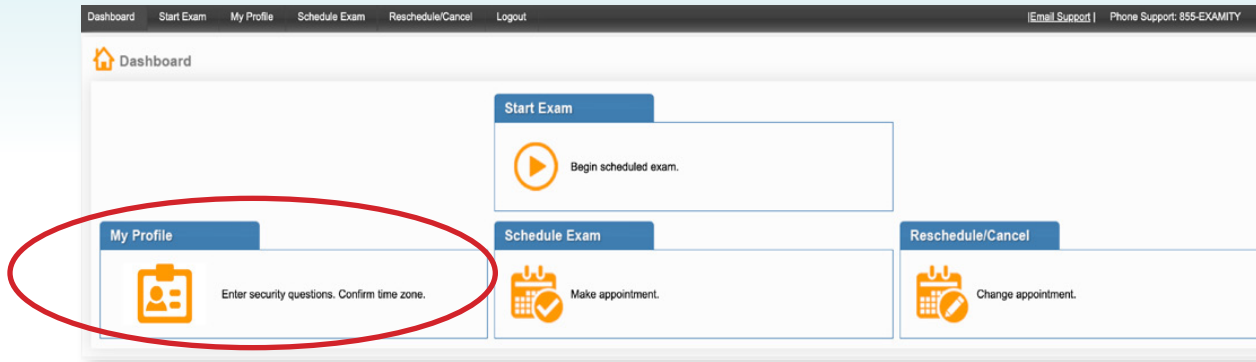 Dashboard Start Exam My Profile Schedule Exam Reschedule/Cancel Logout |Email Support| Phone Support: 855-EXAMITY
Dashboard
Start Exam
Begin scheduled exam.
My Profile
Enter security questions. Confirm time zone.
Schedule Exam
Make appointment.
Reschedule/Cancel
Change appointment.